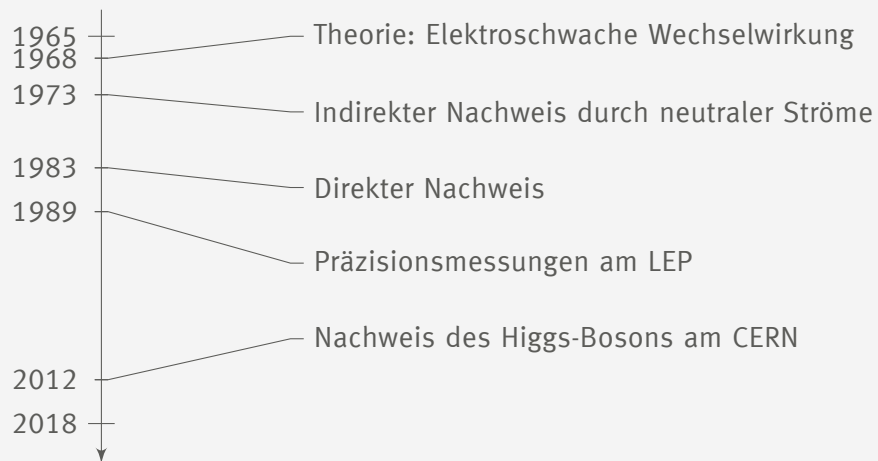 1965
Theorie: Elektroschwache Wechselwirkung
1968
1973
Indirekter Nachweis durch neutraler Ströme
1983
Direkter Nachweis
1989
Präzisionsmessungen am LEP
Nachweis des Higgs-Bosons am CERN
2012
2018